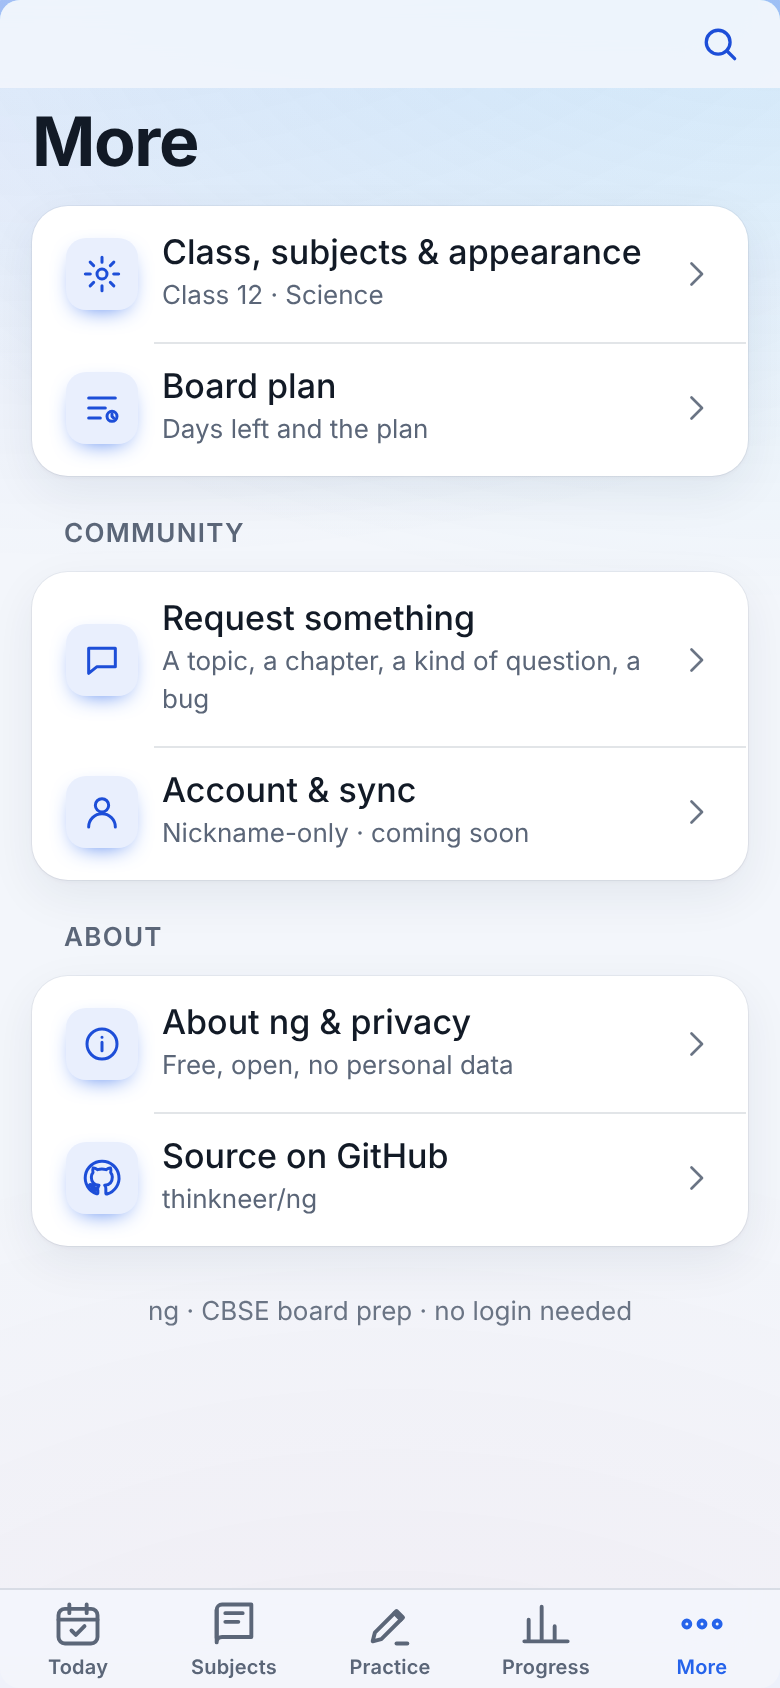 More
Class, subjects & appearance
Class 12 · Science
Board plan
Days left and the plan
COMMUNITY
Request something
A topic, a chapter, a kind of question, a
bug
Account & sync
Nickname-only · coming soon
ABOUT
About ng & privacy
Free, open, no personal data
Source on GitHub
thinkneer/ng
ng · CBSE board prep · no login needed
Today
Subjects
Practice
Progress
More